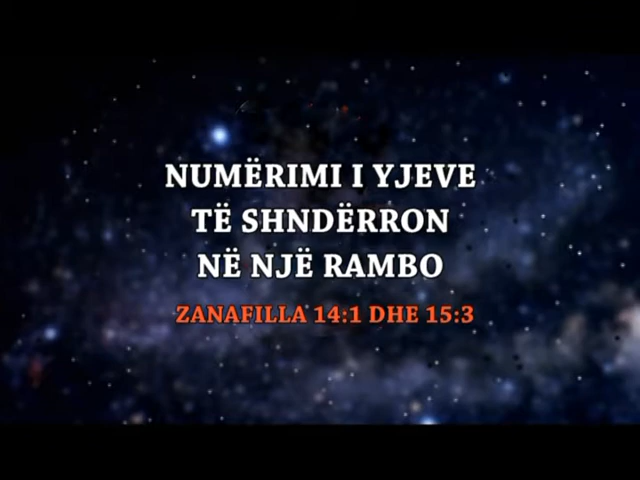 NUMËRIMI I YJEVE
TË SHNDËRRON
NË NJË RAMBO
ZANAFILLA 14:1 DHE 15:3